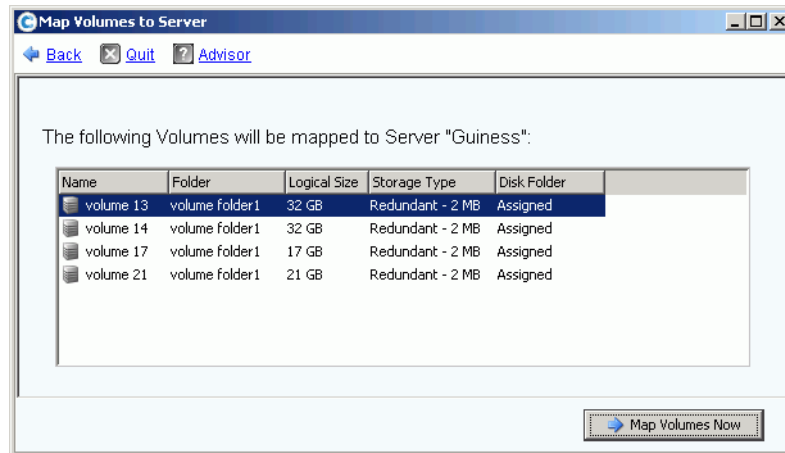 Map Volumes to Server
Back Quit Advisor
The following Volumes will be mapped to Server "Guiness":
Name Folder Logical Size Storage Type Disk Folder
volume 13 volume folder1 32 GB Redundant - 2 MB Assigned
volume 14 volume folder1 32 GB Redundant - 2 MB Assigned
volume 17 volume folder1 17 GB Redundant - 2 MB Assigned
volume 21 volume folder1 21 GB Redundant - 2 MB Assigned
Map Volumes Now